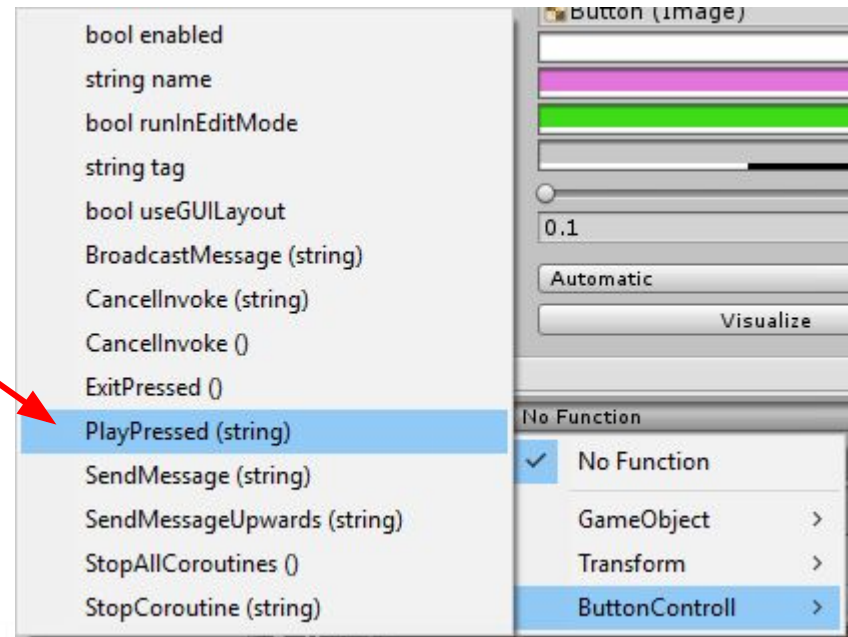 bool enabled
string name
bool runInEditMode
string tag
bool useGUILayout
BroadcastMessage (string)
CancelInvoke (string)
CancelInvoke ()
ExitPressed ()
PlayPressed (string)
SendMessage (string)
SendMessageUpwards (string)
StopAllCoroutines ()
StopCoroutine (string)
Button (Image)
0.1
Automatic
Visualize
No Function
No Function
GameObject
Transform
ButtonControll